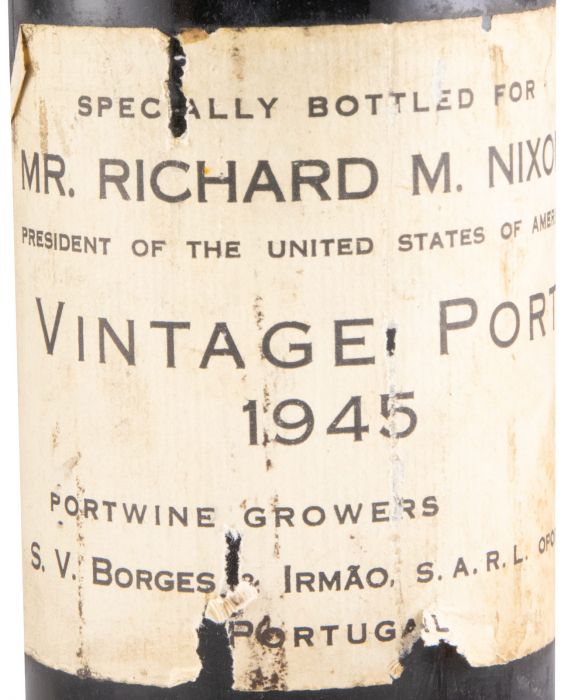 SPECIALLY BOTTLED FOR
MR. RICHARD M. NIXON
PRESIDENT OF THE UNITED STATES OF AMER
VINTAGE PORT
1945
PORTWINE GROWERS
S. V. BORGES & IRMÃO, S.A.R.L. OPO
PORTUGAL